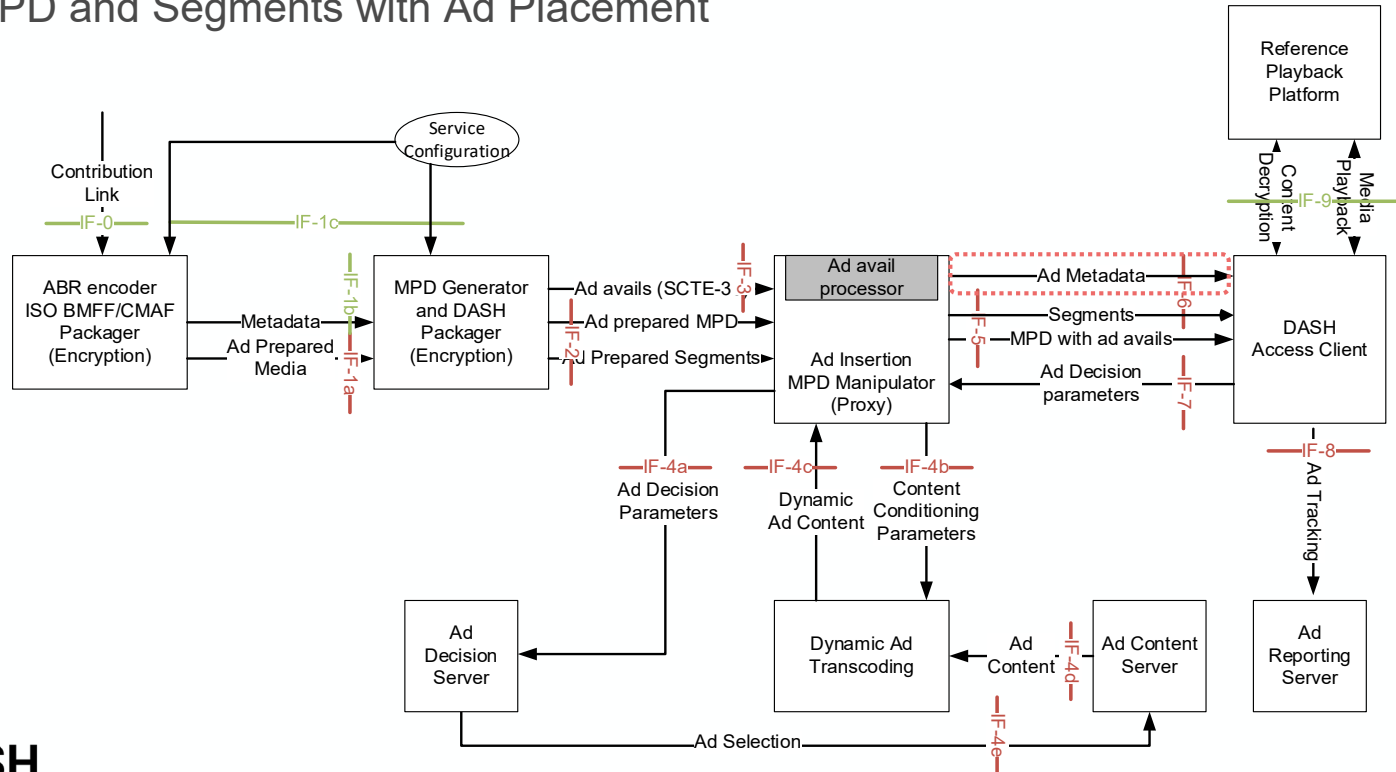 PD and Segments with Ad Placement
Reference
Playback
Platform
Service
Configuration
Contribution
Link
Content
Decryption
Media
Playback
IF-0
IF-1c
IF-9
ABR encoder
ISO BMFF/CMAF
Packager
(Encryption)
IF-1b
Metadata
Ad Prepared
Media
IF-1a
MPD Generator
and DASH
Packager
(Encryption)
IF-3
Ad avails (SCTE-3
Ad prepared MPD
IF-2
Ad Prepared Segments
Ad avail
processor
Ad Insertion
MPD Manipulator
(Proxy)
Ad Metadata
IF-6
Segments
F-5
MPD with ad avails
Ad Decision
parameters
IF-7
DASH
Access Client
IF-4a
Ad Decision
Parameters
IF-4c
Dynamic
Ad Content
IF-4b
Content
Conditioning
Parameters
IF-8
Ad Tracking
Ad
Decision
Server
Dynamic Ad
Transcoding
Ad
Content
IF-4d
Ad Content
Server
Ad
Reporting
Server
Ad Selection
IF-4e
SH